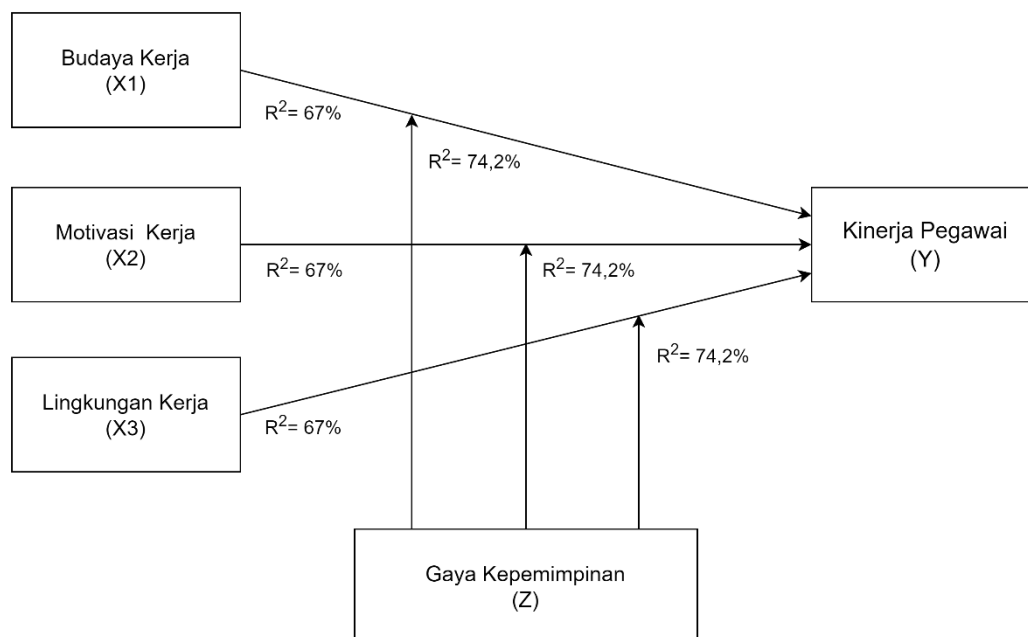 Budaya Kerja
(X1)
R²= 67%
R²= 74,2%
Motivasi Kerja
(X2)
R²= 67%
R²= 74,2%
Kinerja Pegawai
(Y)
Lingkungan Kerja
(X3)
R²= 67%
R²= 74,2%
Gaya Kepemimpinan
(Z)